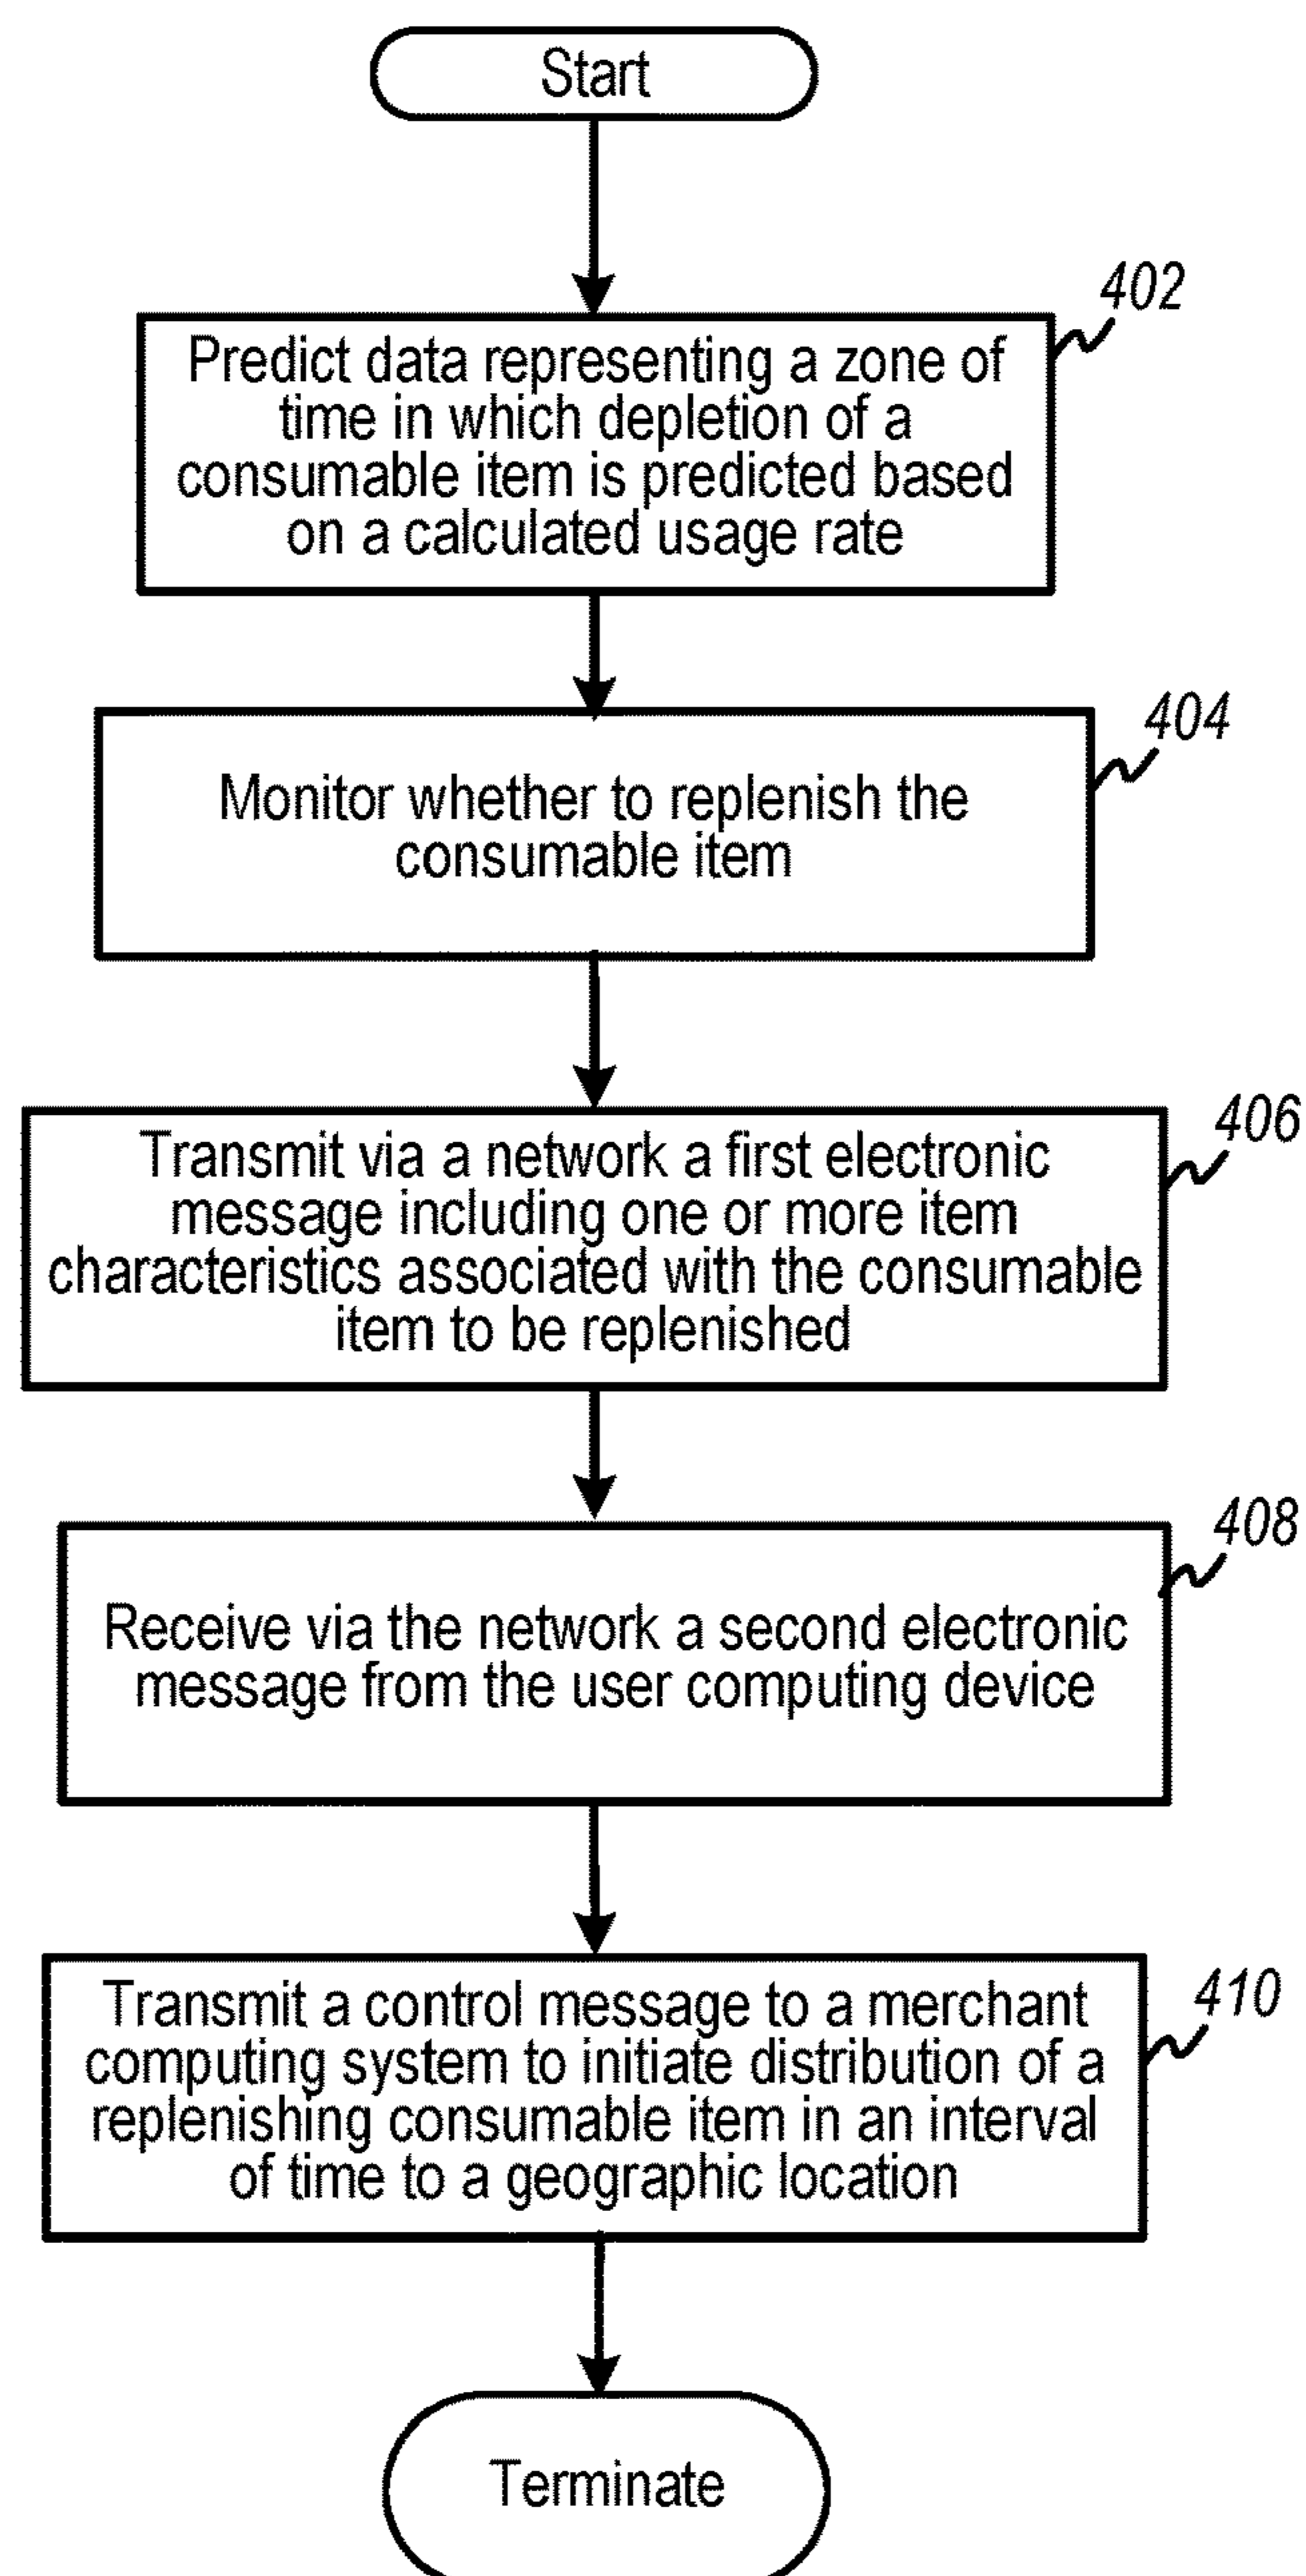 Start
402
Predict data representing a zone of
time in which depletion of a
consumable item is predicted based
on a calculated usage rate
404
Monitor whether to replenish the
consumable item
406
Transmit via a network a first electronic
message including one or more item
characteristics associated with the consumable
item to be replenished
408
Receive via the network a second electronic
message from the user computing device
410
Transmit a control message to a merchant
computing system to initiate distribution of a
replenishing consumable item in an interval
of time to a geographic location
Terminate